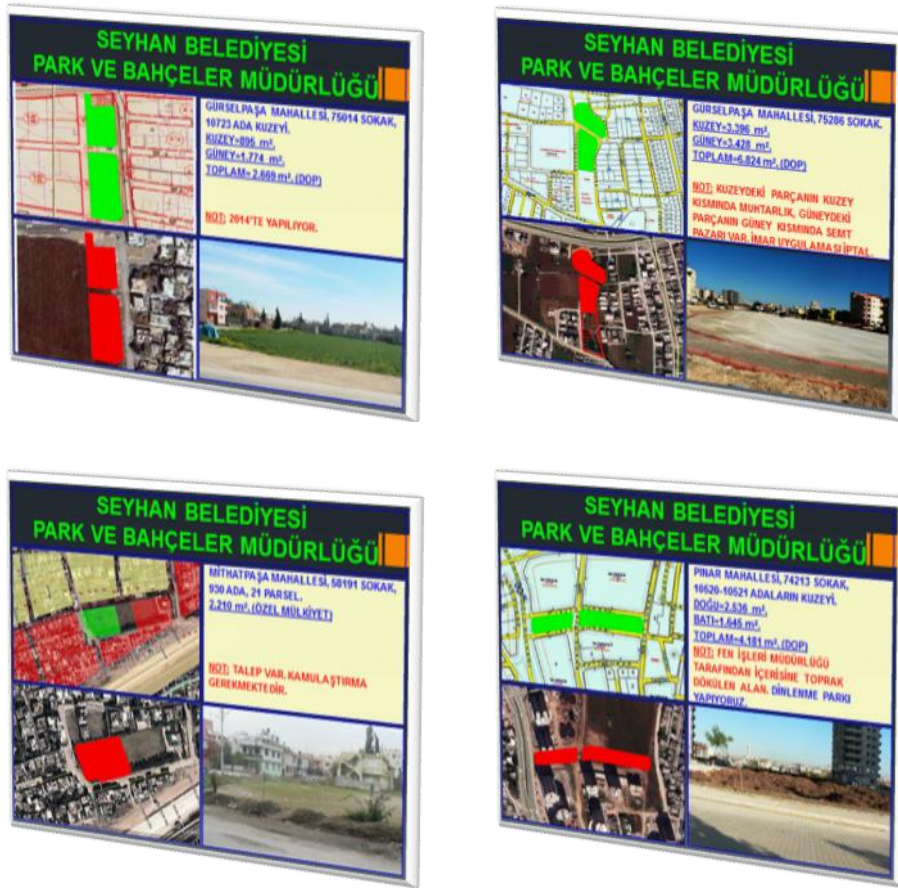 SEYHAN BELEDİYESİ
PARK VE BAHÇELER MÜDÜRLÜĞÜ
GÜRSELPAŞA MAHALLESİ, 75014 SOKAK,
10723 ADA KUZEYİ.
KUZEY=895 m².
GÜNEY=1.774 m².
TOPLAM= 2.669 m². (DOP)
NOT: 2014'TE YAPILIYOR.
SEYHAN BELEDİYESİ
PARK VE BAHÇELER MÜDÜRLÜĞÜ
GÜRSELPAŞA MAHALLESİ, 75286 SOKAK.
KUZEY=3.396 m².
GÜNEY=3.428 m².
TOPLAM=6.824 m². (DOP)
NOT: KUZEYDEKİ PARÇANIN KUZEY
KISMINDA MUHTARLIK, GÜNEYDEKİ
PARÇANIN GÜNEY KISMINDA SEMT
PAZARI VAR. İMAR UYGULAMASI İPTAL.
SEYHAN BELEDİYESİ
PARK VE BAHÇELER MÜDÜRLÜĞÜ
MİTHATPAŞA MAHALLESİ, 58191 SOKAK,
930 ADA, 21 PARSEL.
2.210 m². (ÖZEL MÜLKİYET)
NOT: TALEP VAR. KAMULAŞTIRMA
GEREKMEKTEDİR.
SEYHAN BELEDİYESİ
PARK VE BAHÇELER MÜDÜRLÜĞÜ
PINAR MAHALLESİ, 74213 SOKAK,
10520-10521 ADALARIN KUZEYİ.
DOĞU=2.536 m².
BATI=1.645 m².
TOPLAM=4.181 m². (DOP)
NOT: FEN İŞLERİ MÜDÜRLÜĞÜ
TARAFINDAN İÇERİSİNE TOPRAK
DÖKÜLEN ALAN. DİNLENME PARKI
YAPIYORUZ.